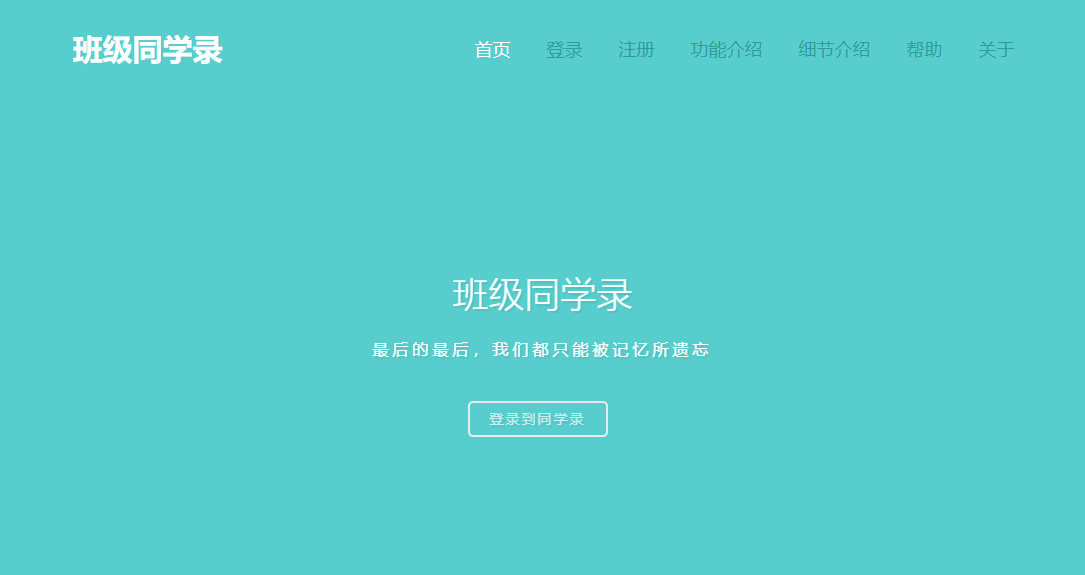 班级同学录
首页 登录 注册 功能介绍 细节介绍 帮助 关于
班级同学录
最后的最后，我们都只能被记忆所遗忘
登录到同学录